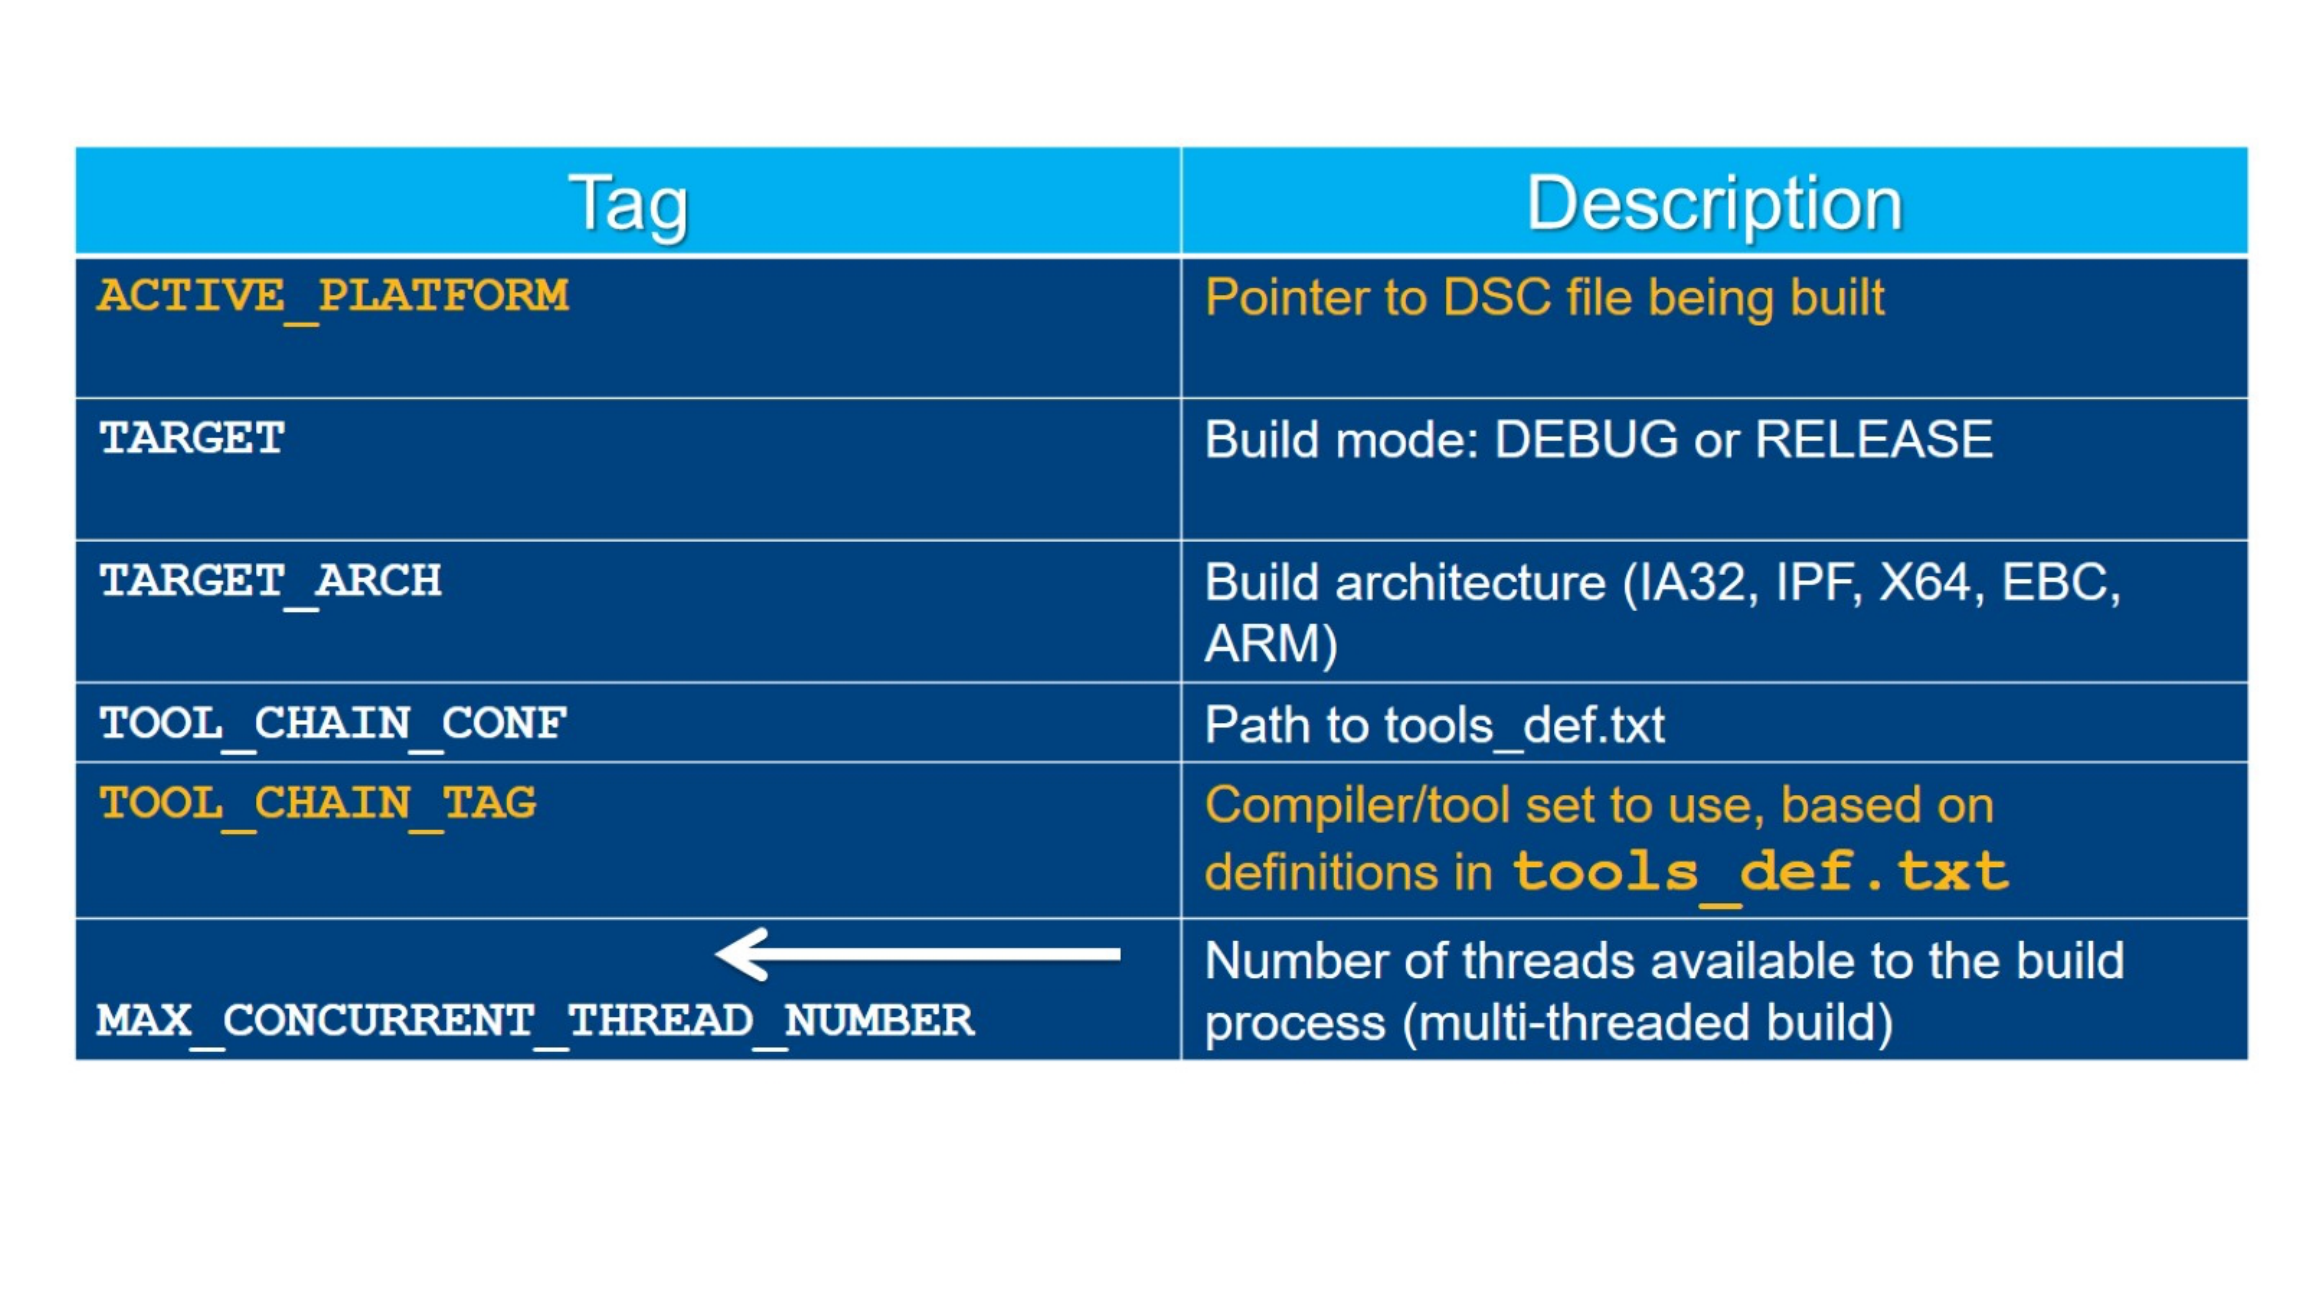 Tag
Description
ACTIVE_PLATFORM
Pointer to DSC file being built
TARGET
Build mode: DEBUG or RELEASE
TARGET_ARCH
Build architecture (IA32, IPF, X64, EBC,
ARM)
TOOL_CHAIN_CONF
Path to tools_def.txt
TOOL_CHAIN_TAG
Compiler/tool set to use, based on
definitions in tools_def.txt
MAX_CONCURRENT_THREAD_NUMBER
Number of threads available to the build
process (multi-threaded build)